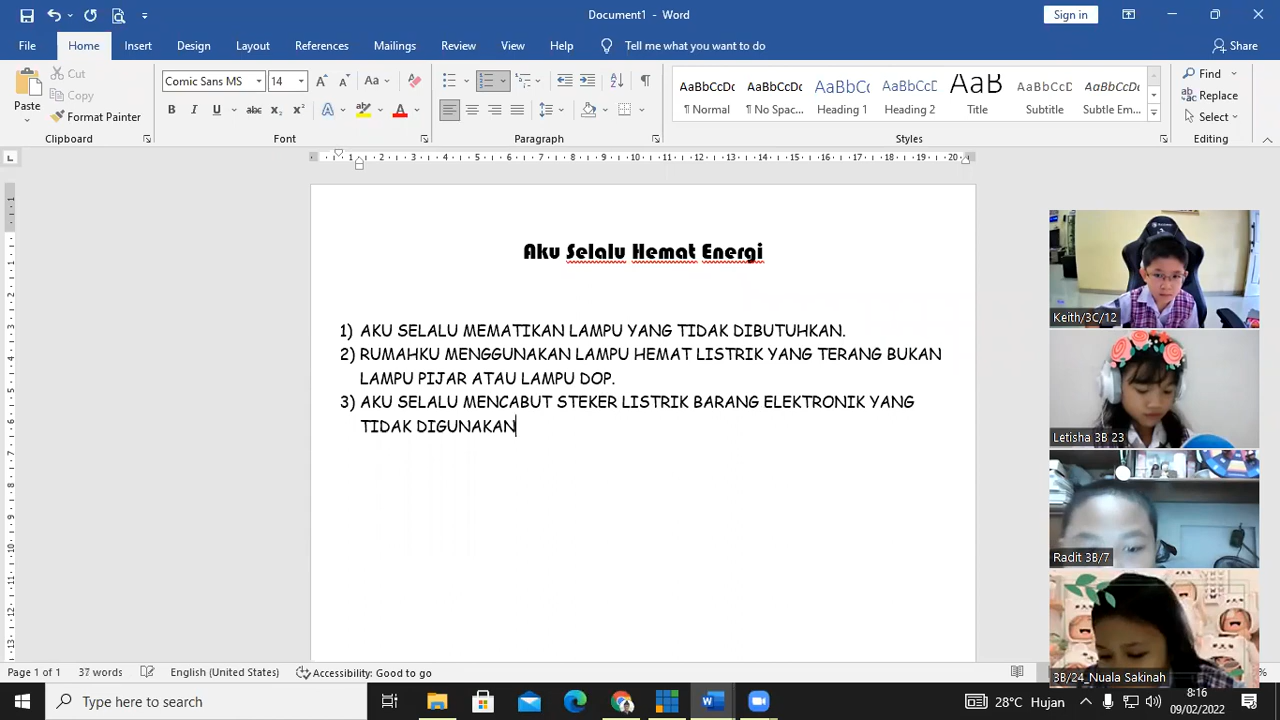 Document1 - Word
Sign in
File Home Insert Design Layout References Mailings Review View Help Tell me what you want to do Share
Paste
Cut
Copy
Format Painter
Clipboard
Comic Sans MS 14
Font
Paragraph
AaBbCcDc AaBbCcDc AaBbCcD AaBbCcD AaB AaBbCcD AaBbCcDc
¶ Normal ¶ No Spac... Heading 1 Heading 2 Title Subtitle Subtle Em...
Styles
Find
Replace
Select
Editing
Aku Selalu Hemat Energi
1) AKU SELALU MEMATIKAN LAMPU YANG TIDAK DIBUTUHKAN.
2) RUMAHKU MENGGUNAKAN LAMPU HEMAT LISTRIK YANG TERANG BUKAN
LAMPU PIJAR ATAU LAMPU DOP.
3) AKU SELALU MENCABUT STEKER LISTRIK BARANG ELEKTRONIK YANG
TIDAK DIGUNAKAN
Keith/3C/12
Letisha 3B 23
Radit 3B/7
3B/24_Nuala Sakinah
Page 1 of 1 37 words English (United States) Accessibility: Good to go
Type here to search
28°C Hujan
8:16
09/02/2022